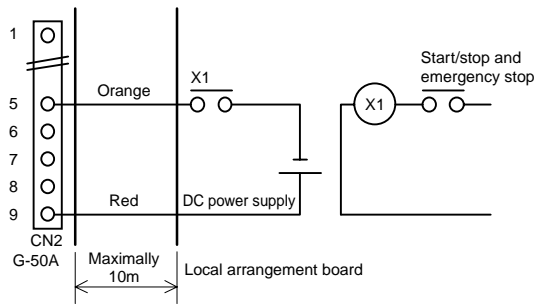 1
5
6
7
8
9
CN2
G-50A
Orange
Red
X1
DC power supply
X1
Start/stop and
emergency stop
Maximally
10m
Local arrangement board